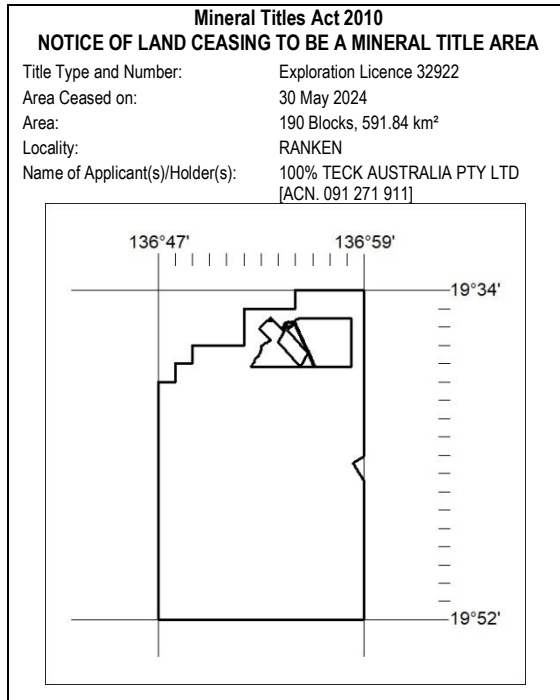 Mineral Titles Act 2010
NOTICE OF LAND CEASING TO BE A MINERAL TITLE AREA
Title Type and Number: Exploration Licence 32922
Area Ceased on: 30 May 2024
Area: 190 Blocks, 591.84 km²
Locality: RANKEN
Name of Applicant(s)/Holder(s): 100% TECK AUSTRALIA PTY LTD
[ACN. 091 271 911]
136°47' 136°59'
19°34'
19°52'